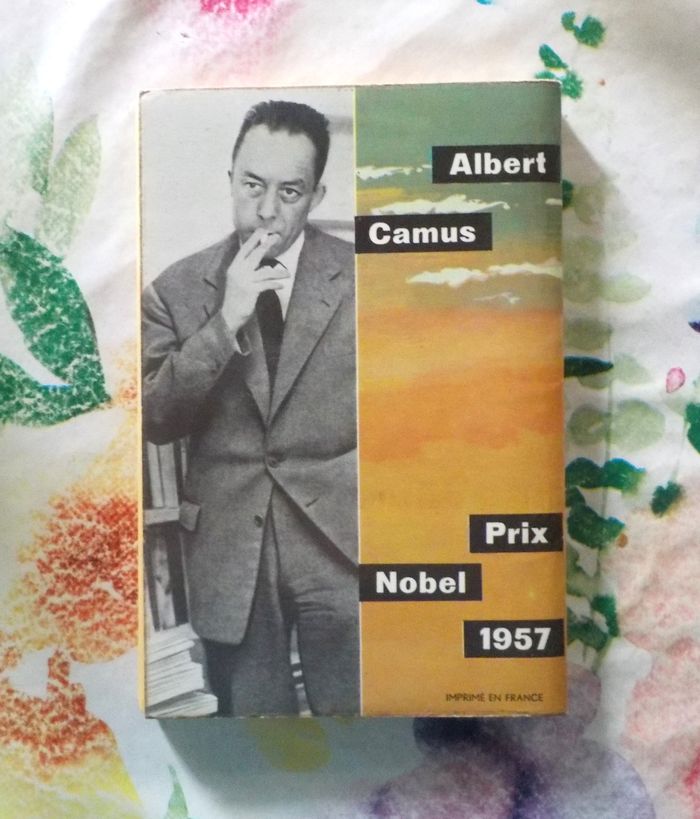 Albert
Camus
Prix
Nobel
1957
IMPRIMÉ EN FRANCE